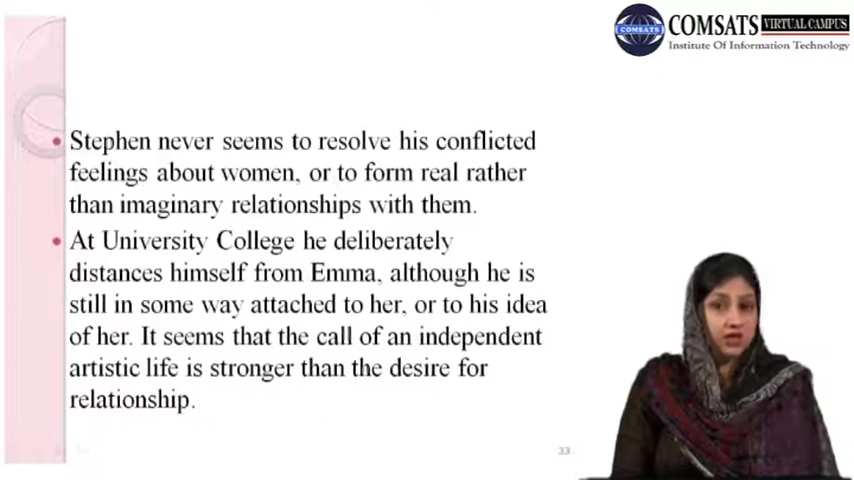 COMSATS VIRTUAL CAMPUS
Institute Of Information Technology
COMSATS
• Stephen never seems to resolve his conflicted
feelings about women, or to form real rather
than imaginary relationships with them.
• At University College he deliberately
distances himself from Emma, although he is
still in some way attached to her, or to his idea
of her. It seems that the call of an independent
artistic life is stronger than the desire for
relationship.
33